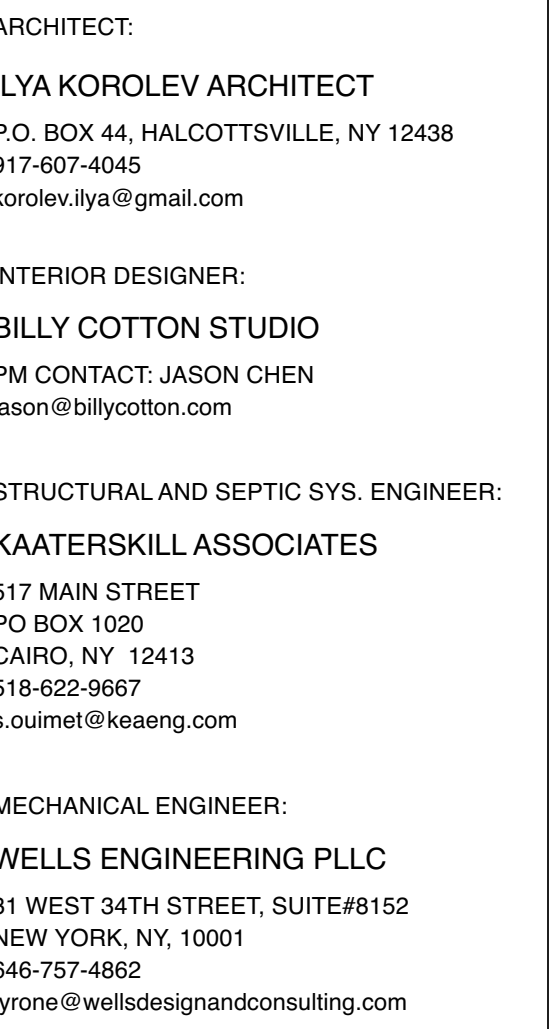 ARCHITECT:
ILYA KOROLEV ARCHITECT
P.O. BOX 44, HALCOTTSVILLE, NY 12438
917-607-4045
korolev.ilya@gmail.com
INTERIOR DESIGNER:
BILLY COTTON STUDIO
PM CONTACT: JASON CHEN
jason@billycotton.com
STRUCTURAL AND SEPTIC SYS. ENGINEER:
KAATERSKILL ASSOCIATES
517 MAIN STREET
PO BOX 1020
CAIRO, NY 12413
518-622-9667
s.ouimet@keaeng.com
MECHANICAL ENGINEER:
WELLS ENGINEERING PLLC
31 WEST 34TH STREET, SUITE#8152
NEW YORK, NY, 10001
646-757-4862
tyrone@wellsdesignandconsulting.com